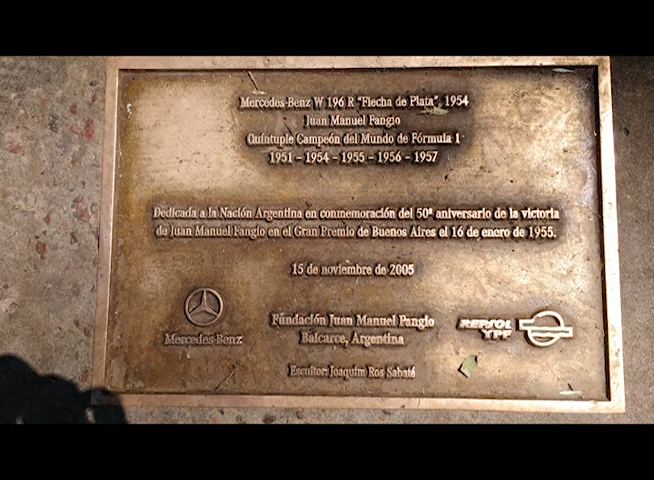 Mercedes-Benz W 196 R "Flecha de Plata", 1954
Juan Manuel Fangio
Quíntuple Campeón del Mundo de Fórmula 1
1951 - 1954 - 1955 - 1956 - 1957
Dedicada a la Nación Argentina en conmemoración del 50º aniversario de la victoria
de Juan Manuel Fangio en el Gran Premio de Buenos Aires el 16 de enero de 1955.
15 de noviembre de 2005
Mercedes-Benz
Fundación Juan Manuel Fangio
Balcarce, Argentina
REPSOL
YPF
Escultor: Joaquim Ros Sabaté